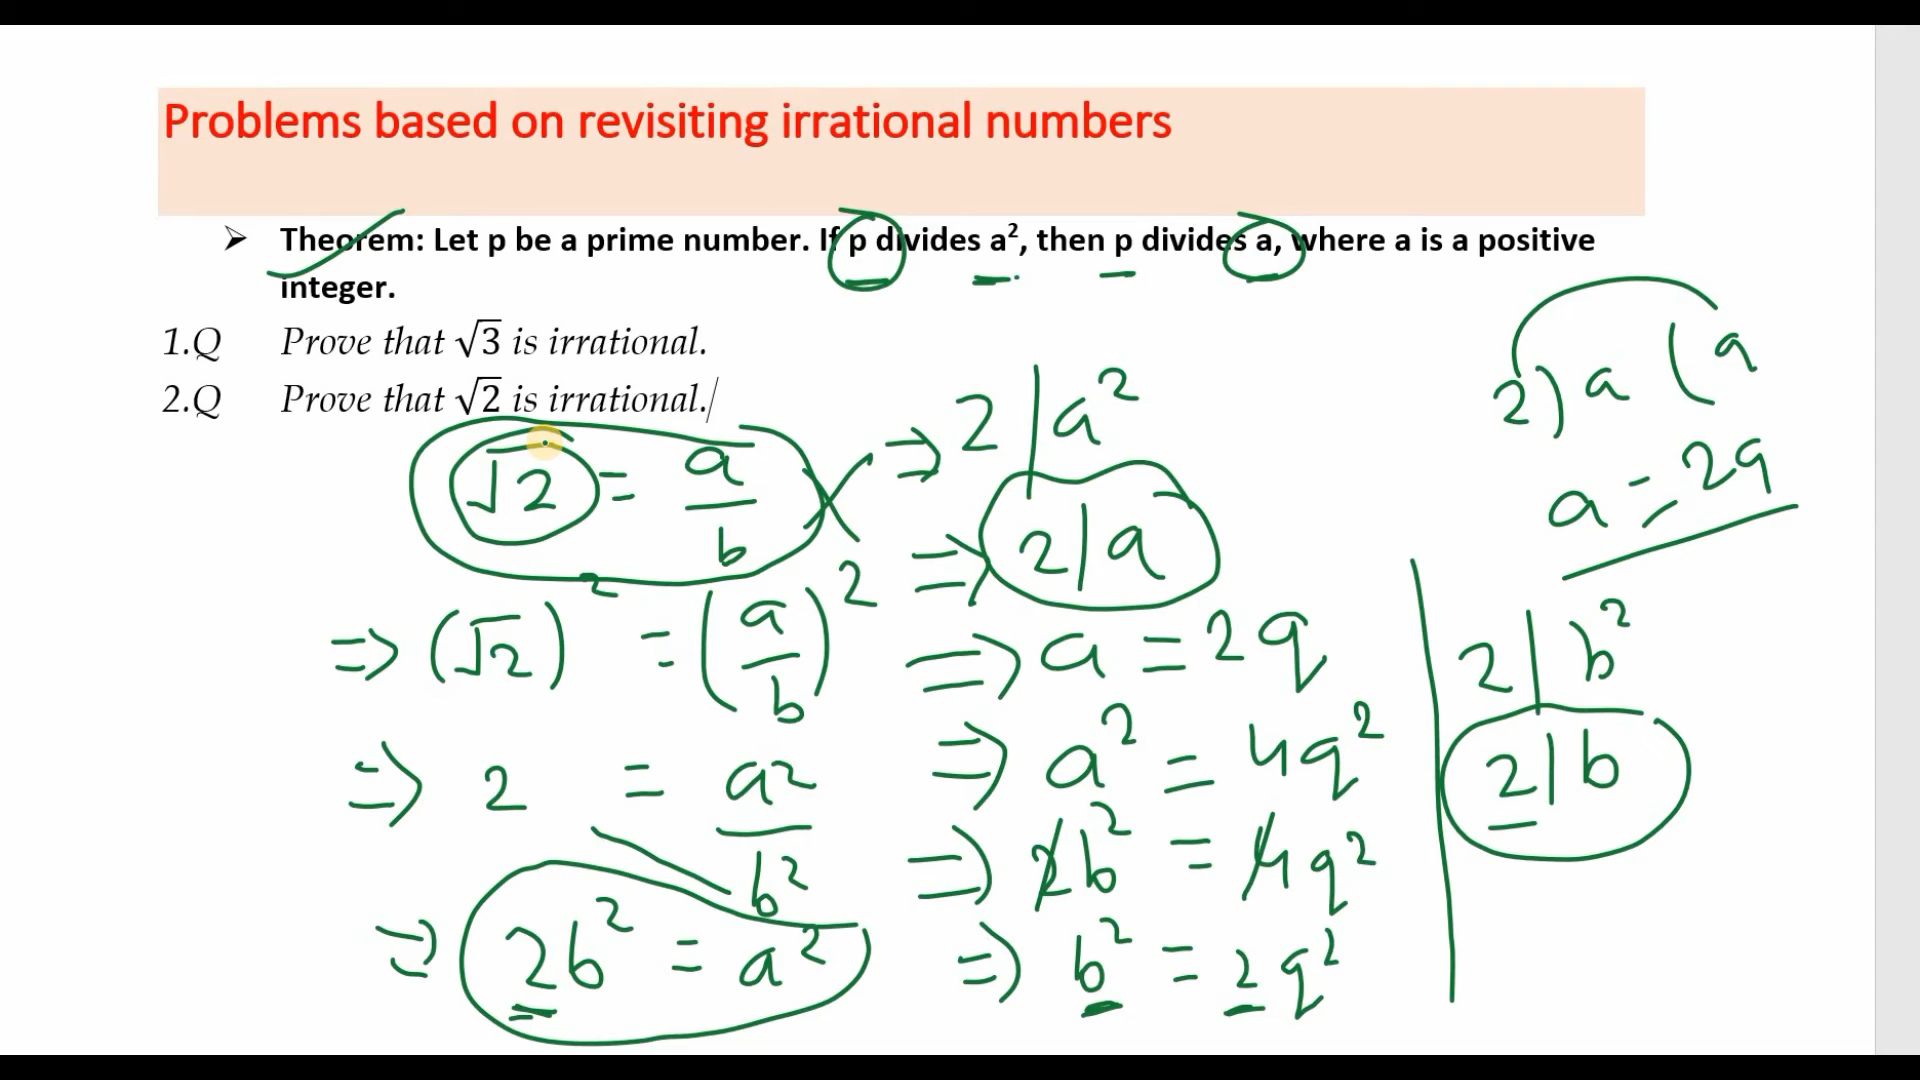 Problems based on revisiting irrational numbers
➢ Theorem: Let p be a prime number. If p divides a², then p divides a, where a is a positive
integer.
1.Q Prove that √3 is irrational.
2.Q Prove that √2 is irrational.
√2 = a/b
⇒ (√2)² = (a/b)²
⇒ 2 = a²/b²
⇒ 2b² = a²
⇒ 2 | a²
⇒ 2 | a
⇒ a = 2q
⇒ a² = 4q²
⇒ 2b² = 4q²
⇒ b² = 2q²
2 ) a ( q
a = 2q
2 | b²
2 | b